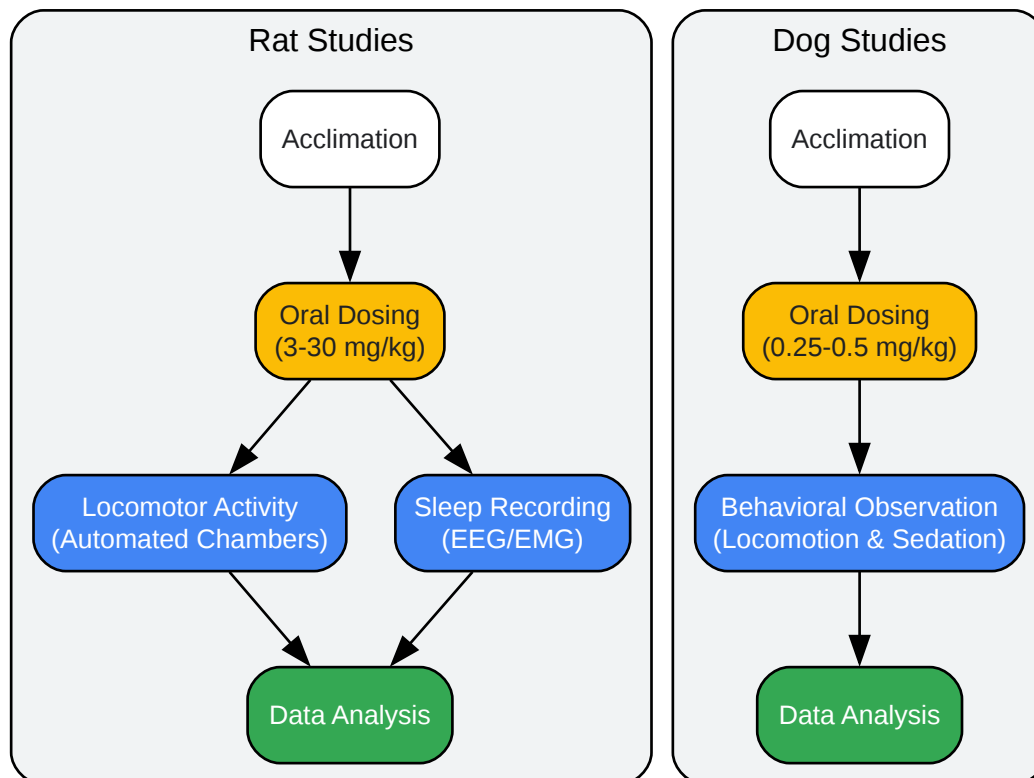 Rat Studies
Acclimation
Oral Dosing
(3-30 mg/kg)
Locomotor Activity
(Automated Chambers)
Sleep Recording
(EEG/EMG)
Data Analysis
Dog Studies
Acclimation
Oral Dosing
(0.25-0.5 mg/kg)
Behavioral Observation
(Locomotion & Sedation)
Data Analysis